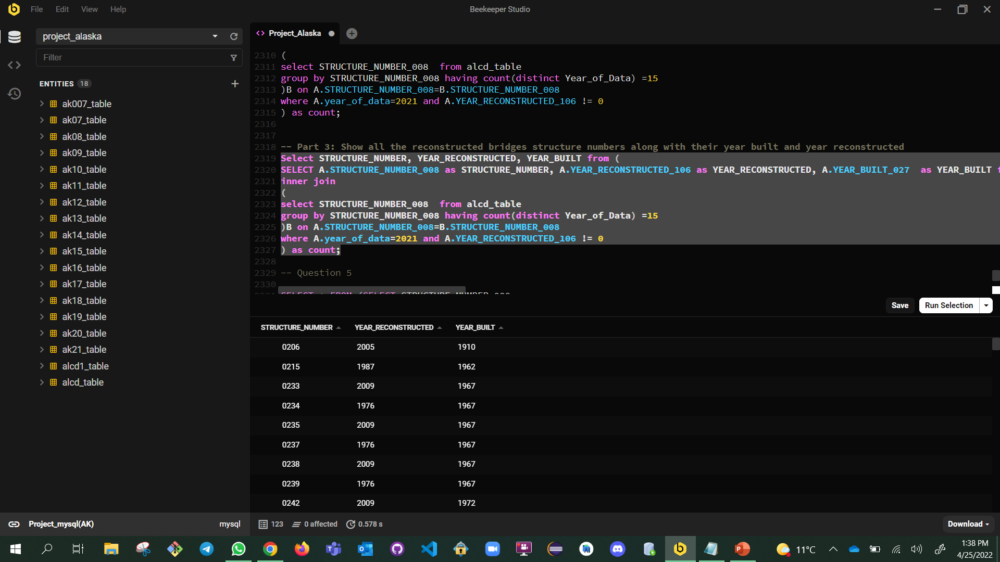 File Edit View Help
Beekeeper Studio
project_alaska
Filter
ENTITIES 18
ak007_table
ak07_table
ak08_table
ak09_table
ak10_table
ak11_table
ak12_table
ak13_table
ak14_table
ak15_table
ak16_table
ak17_table
ak18_table
ak19_table
ak20_table
ak21_table
alcd1_table
alcd_table
Project_mysql(AK) mysql
Project_Alaska
2310 (
2311 select STRUCTURE_NUMBER_008  from alcd_table
2312 group by STRUCTURE_NUMBER_008 having count(distinct Year_of_Data) =15
2313 )B on A.STRUCTURE_NUMBER_008=B.STRUCTURE_NUMBER_008
2314 where A.year_of_data=2021 and A.YEAR_RECONSTRUCTED_106 != 0
2315 ) as count;
2316
2317
2318 -- Part 3: Show all the reconstructed bridges structure numbers along with their year built and year reconstructed
2319 Select STRUCTURE_NUMBER, YEAR_RECONSTRUCTED, YEAR_BUILT from (
2320 SELECT A.STRUCTURE_NUMBER_008 as STRUCTURE_NUMBER, A.YEAR_RECONSTRUCTED_106 as YEAR_RECONSTRUCTED, A.YEAR_BUILT_027  as YEAR_BUILT
2321 inner join
2322 (
2323 select STRUCTURE_NUMBER_008  from alcd_table
2324 group by STRUCTURE_NUMBER_008 having count(distinct Year_of_Data) =15
2325 )B on A.STRUCTURE_NUMBER_008=B.STRUCTURE_NUMBER_008
2326 where A.year_of_data=2021 and A.YEAR_RECONSTRUCTED_106 != 0
2327 ) as count;
2328
2329 -- Question 5
2330
Save Run Selection
STRUCTURE_NUMBER YEAR_RECONSTRUCTED YEAR_BUILT
0206 2005 1910
0215 1987 1962
0233 2009 1967
0234 1976 1967
0235 2009 1967
0237 1976 1967
0238 2009 1967
0239 1976 1967
0242 2009 1972
123 0 affected 0.578 s Download
11°C 1:38 PM
4/25/2022